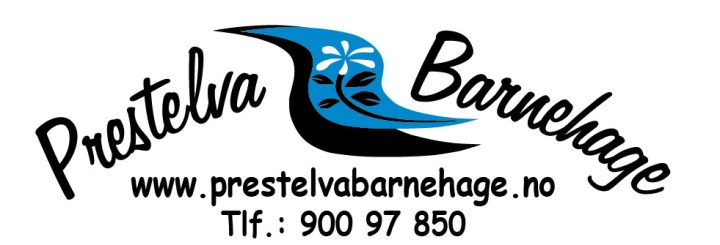 Prestelva Barnehage
www.prestelvabarnehage.no
Tlf.: 900 97 850